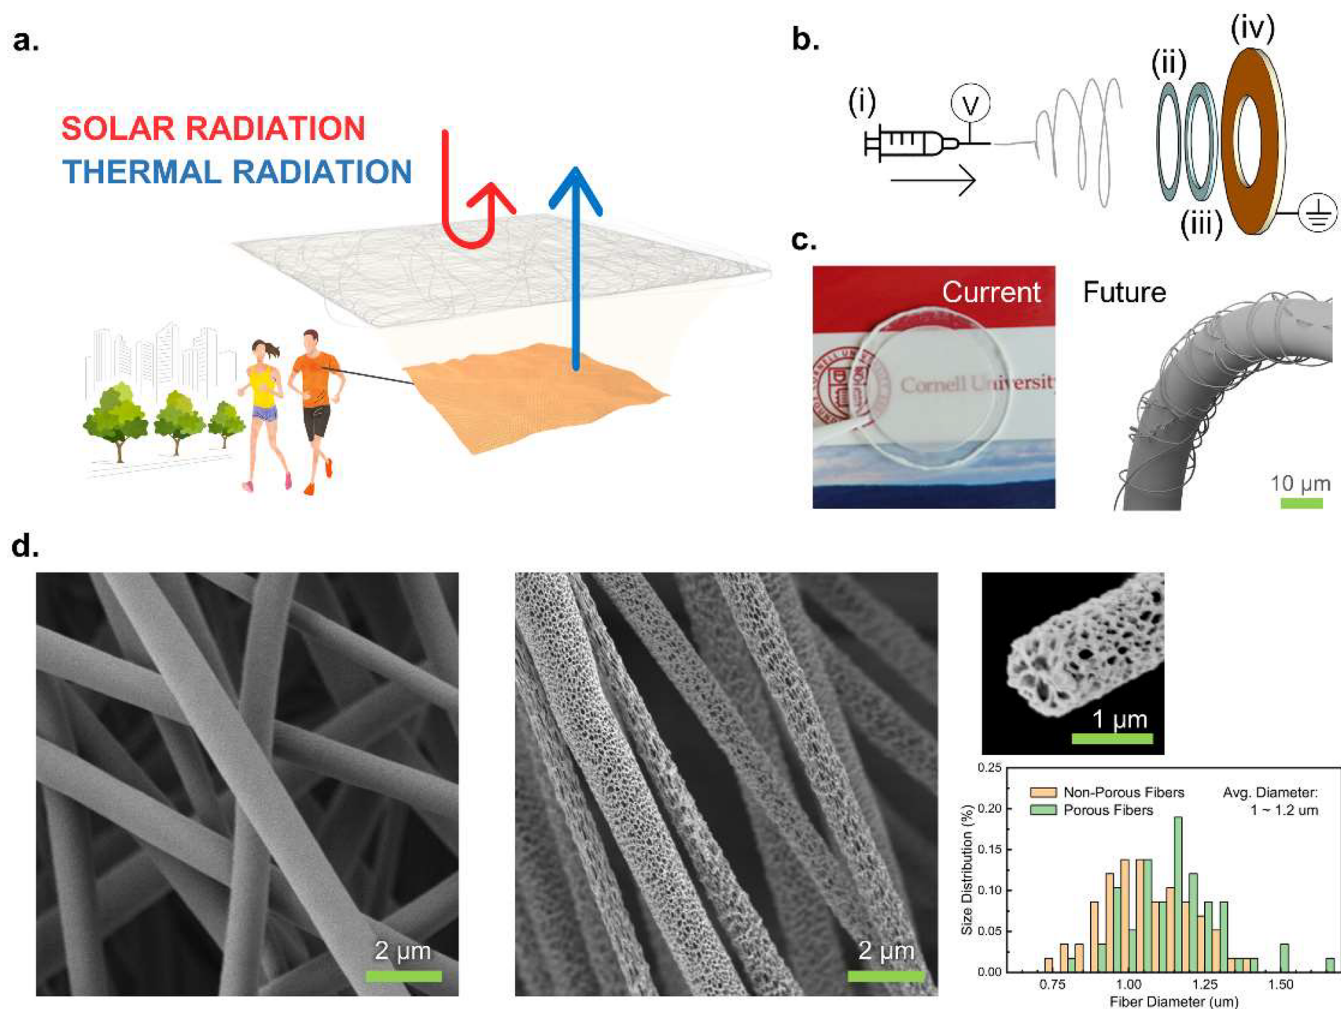 a.
SOLAR RADIATION
THERMAL RADIATION
b.
(i)
V
(ii)
(iii)
(iv)
c.
Current
Cornell University
Future
10 µm
d.
2 µm
2 µm
1 µm
0.25
0.20
0.15
0.10
0.05
0.00
Size Distribution (%)
Non-Porous Fibers
Porous Fibers
Avg. Diameter:
1 ~ 1.2 um
0.75 1.00 1.25 1.50
Fiber Diameter (um)